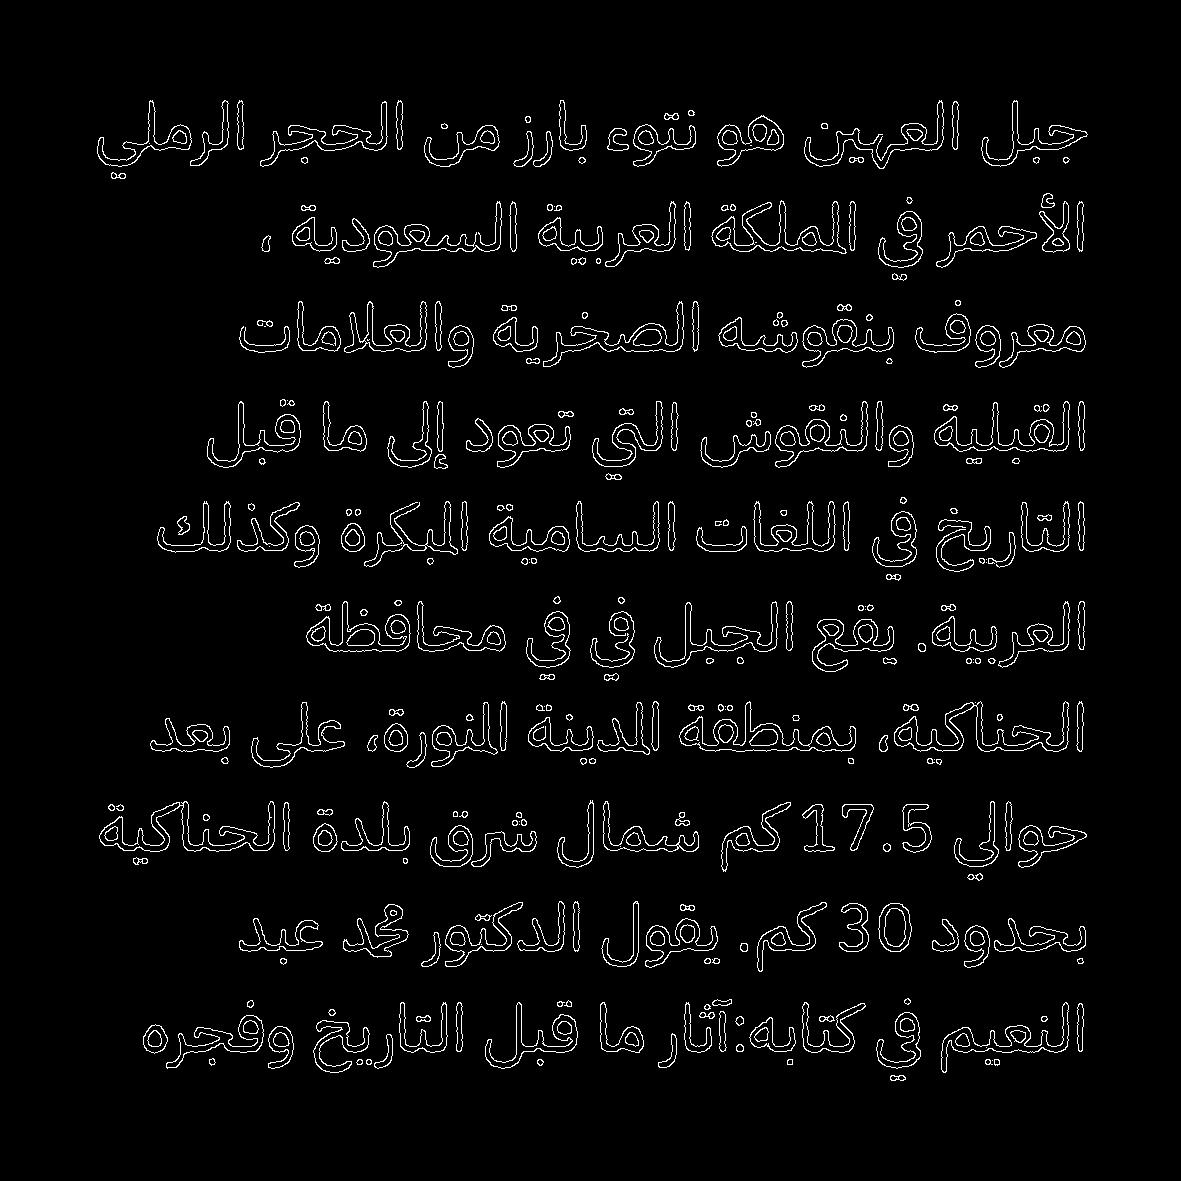 جبل العهين هو نتوء بارز من الحجر الرملي
الأحمر في المملكة العربية السعودية ،
معروف بنقوشه الصخرية والعلامات
القبلية والنقوش التي تعود إلى ما قبل
التاريخ في اللغات السامية المبكرة وكذلك
العربية. يقع الجبل في في محافظة
الحناكية، بمنطقة المدينة المنورة، على بعد
حوالي 17.5 كم شمال شرق بلدة الحناكية
بحدود 30 كم. يقول الدكتور محمد عبد
النعيم في كتابه:آثار ما قبل التاريخ وفجره